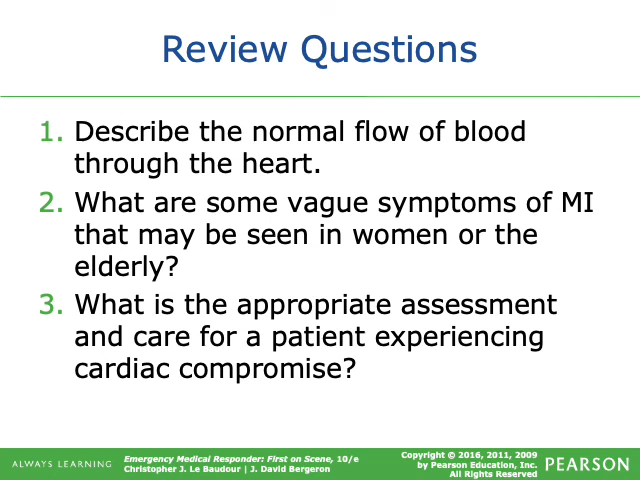 Review Questions
1. Describe the normal flow of blood
through the heart.
2. What are some vague symptoms of MI
that may be seen in women or the
elderly?
3. What is the appropriate assessment
and care for a patient experiencing
cardiac compromise?
ALWAYS LEARNING
Emergency Medical Responder: First on Scene, 10/e
Christopher J. Le Baudour | J. David Bergeron
Copyright © 2016, 2011, 2009
by Pearson Education, Inc.
All Rights Reserved
PEARSON